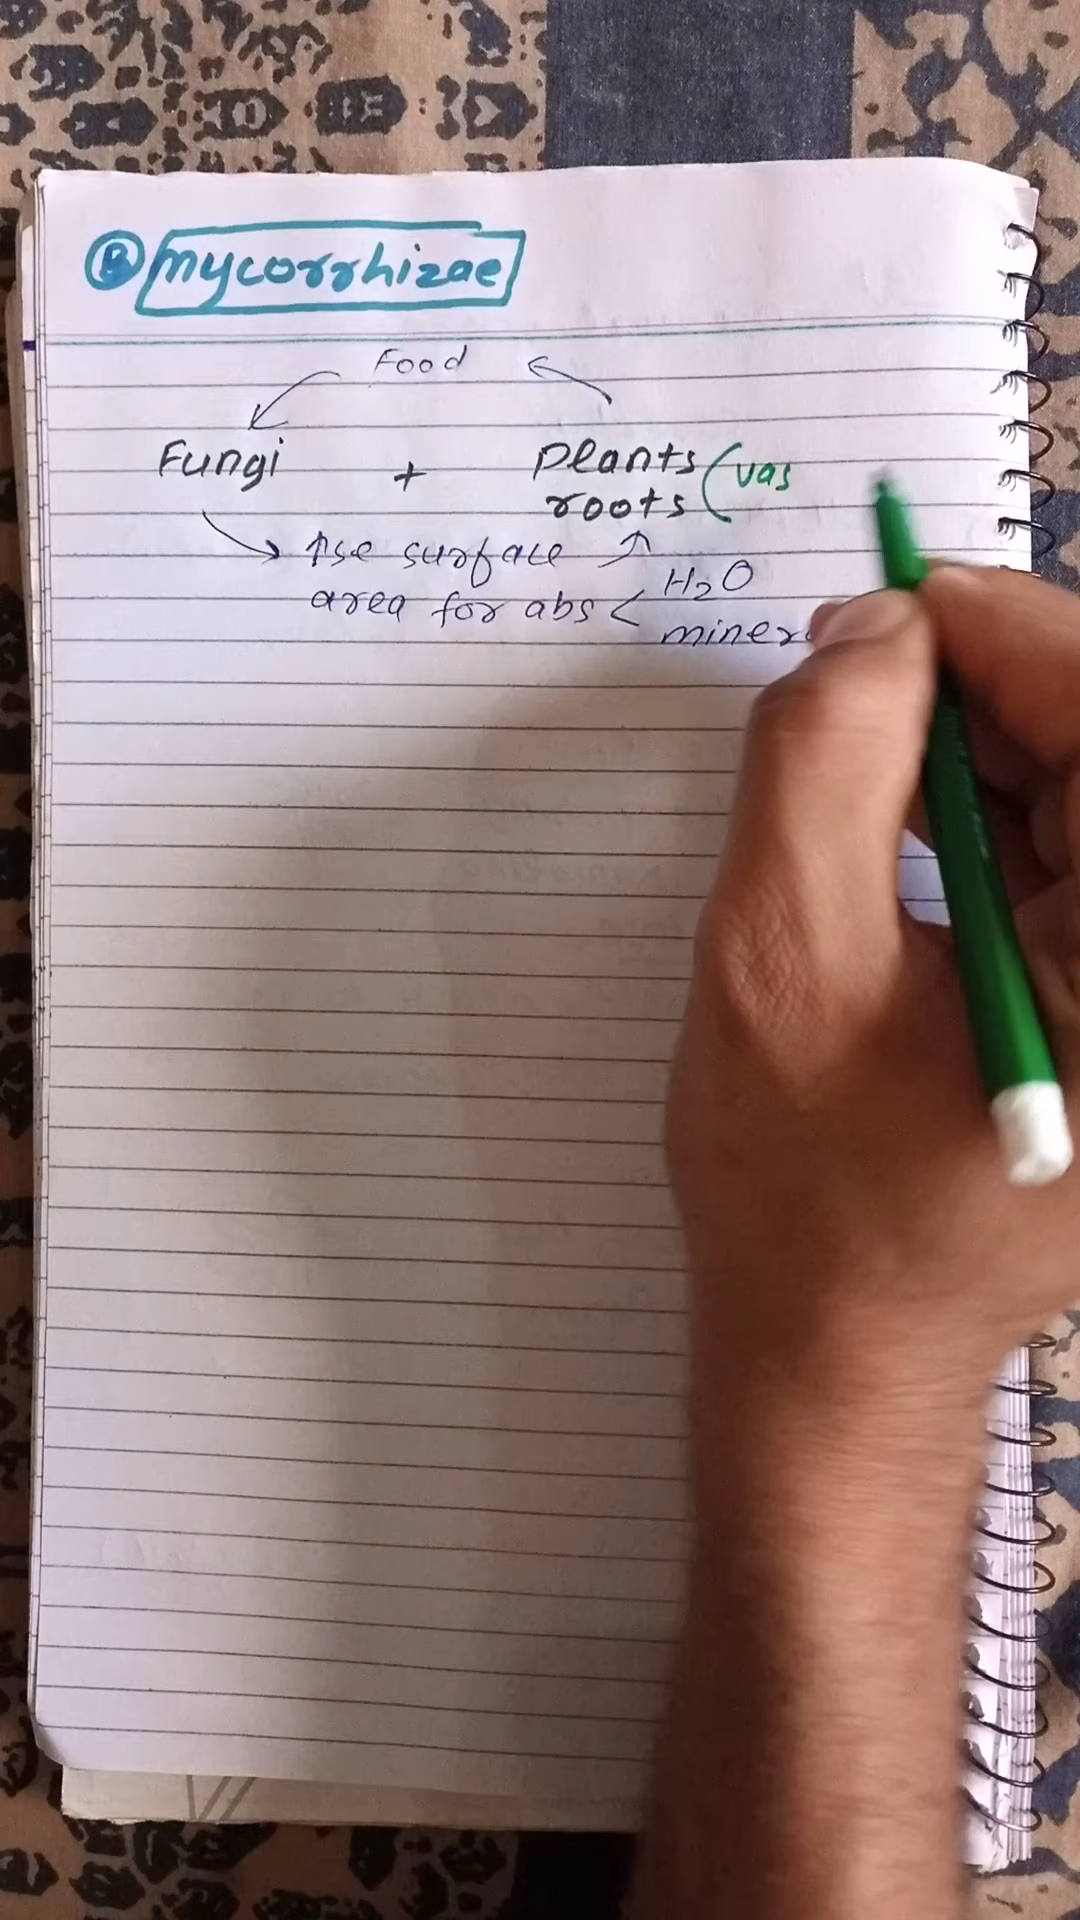 B mycorrhizae
Food
Fungi + Plants (vas
roots
↑se surface
area for abs < H2O